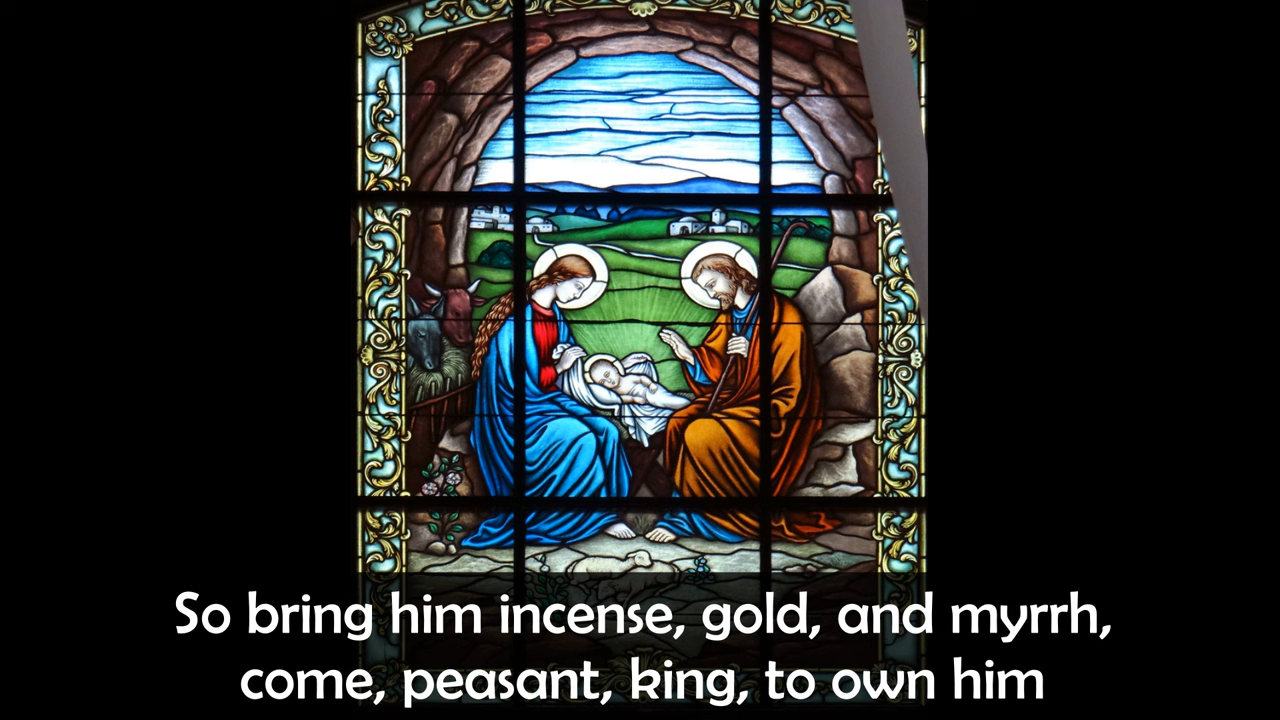 So bring him incense, gold, and myrrh,
come, peasant, king, to own him